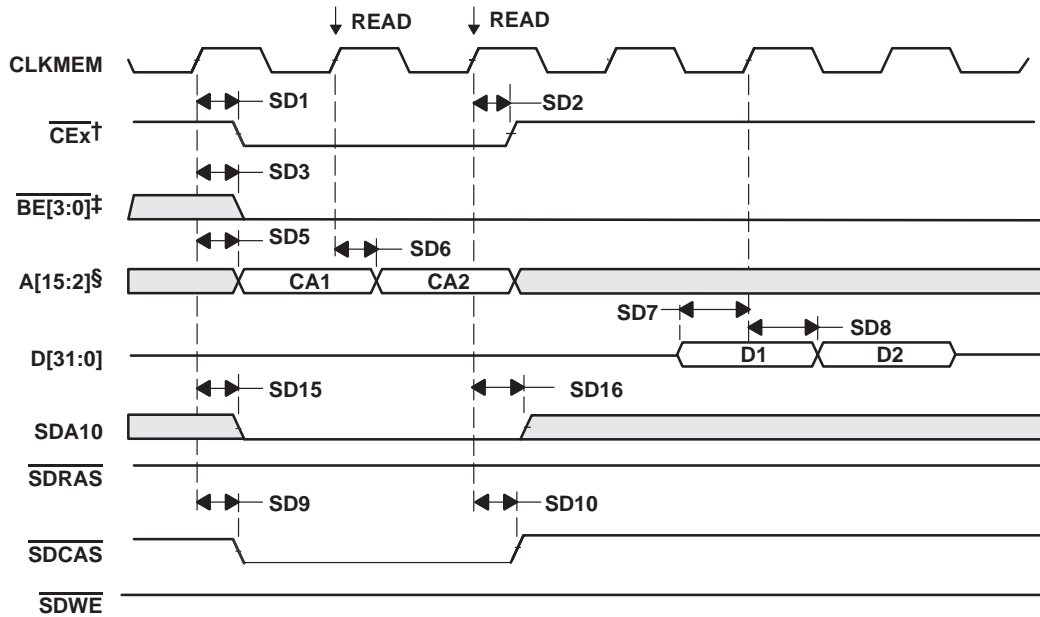 READ READ
CLKMEM
SD1 SD2
CEx†
SD3
BE[3:0]‡
SD5 SD6
A[15:2]§ CA1 CA2
SD7 SD8
D[31:0] D1 D2
SD15 SD16
SDA10
SDRAS
SD9 SD10
SDCAS
SDWE